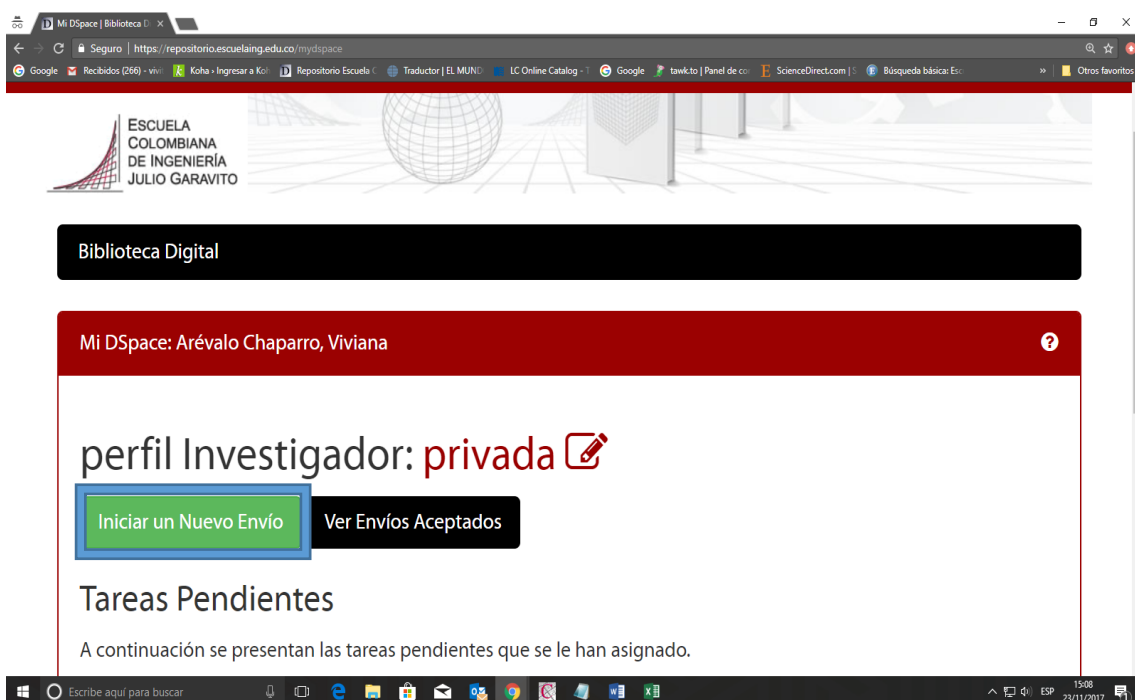 Mi DSpace | Biblioteca D
Seguro | https://repositorio.escuelaing.edu.co/mydspace
Google Recibidos (266) - vivi Koha › Ingresar a Koh Repositorio Escuela C Traductor | EL MUND LC Online Catalog - T Google tawk.to | Panel de co ScienceDirect.com | S Búsqueda básica: Esc » Otros favoritos
ESCUELA
COLOMBIANA
DE INGENIERÍA
JULIO GARAVITO
Biblioteca Digital
Mi DSpace: Arévalo Chaparro, Viviana
perfil Investigador: privada
Iniciar un Nuevo Envío Ver Envíos Aceptados
Tareas Pendientes
A continuación se presentan las tareas pendientes que se le han asignado.
Escribe aquí para buscar ESP 15:08
23/11/2017